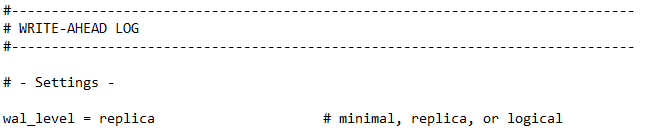 #------------------------------------------------------------------------------
# WRITE-AHEAD LOG
#------------------------------------------------------------------------------
# - Settings -
wal_level = replica                     # minimal, replica, or logical